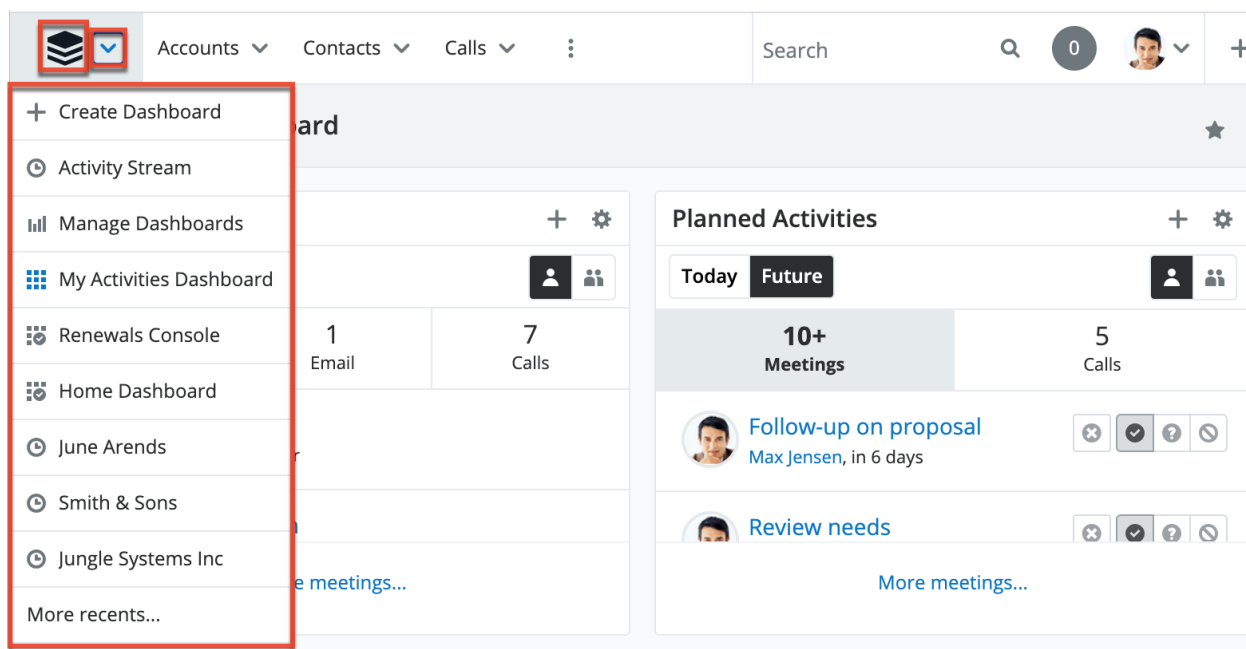 Accounts Contacts Calls Search 0
Create Dashboard
Activity Stream
Manage Dashboards
My Activities Dashboard
Renewals Console
Home Dashboard
June Arends
Smith & Sons
Jungle Systems Inc
More recents...
ard
1
Email
7
Calls
r
e meetings...
Planned Activities
Today Future
10+
Meetings
5
Calls
Follow-up on proposal
Max Jensen, in 6 days
Review needs
More meetings...